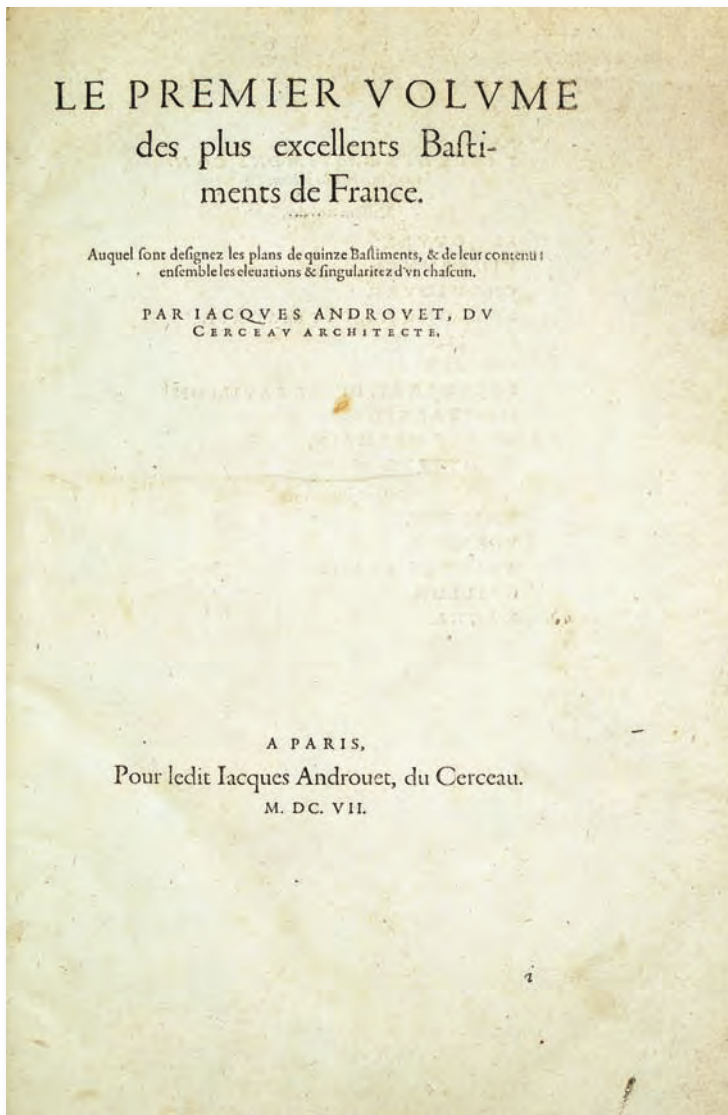 LE PREMIER VOLVME
des plus excellents Baſti-
ments de France.
Auquel ſont deſignez les plans de quinze Baſtiments, & de leur contenu:
enſemble les eleuations & ſingularitez d'vn chaſcun.
PAR IACQVES ANDROVET, DV
CERCEAV ARCHITECTE.
A PARIS,
Pour ledit Iacques Androuet, du Cerceau.
M. DC. VII.
i